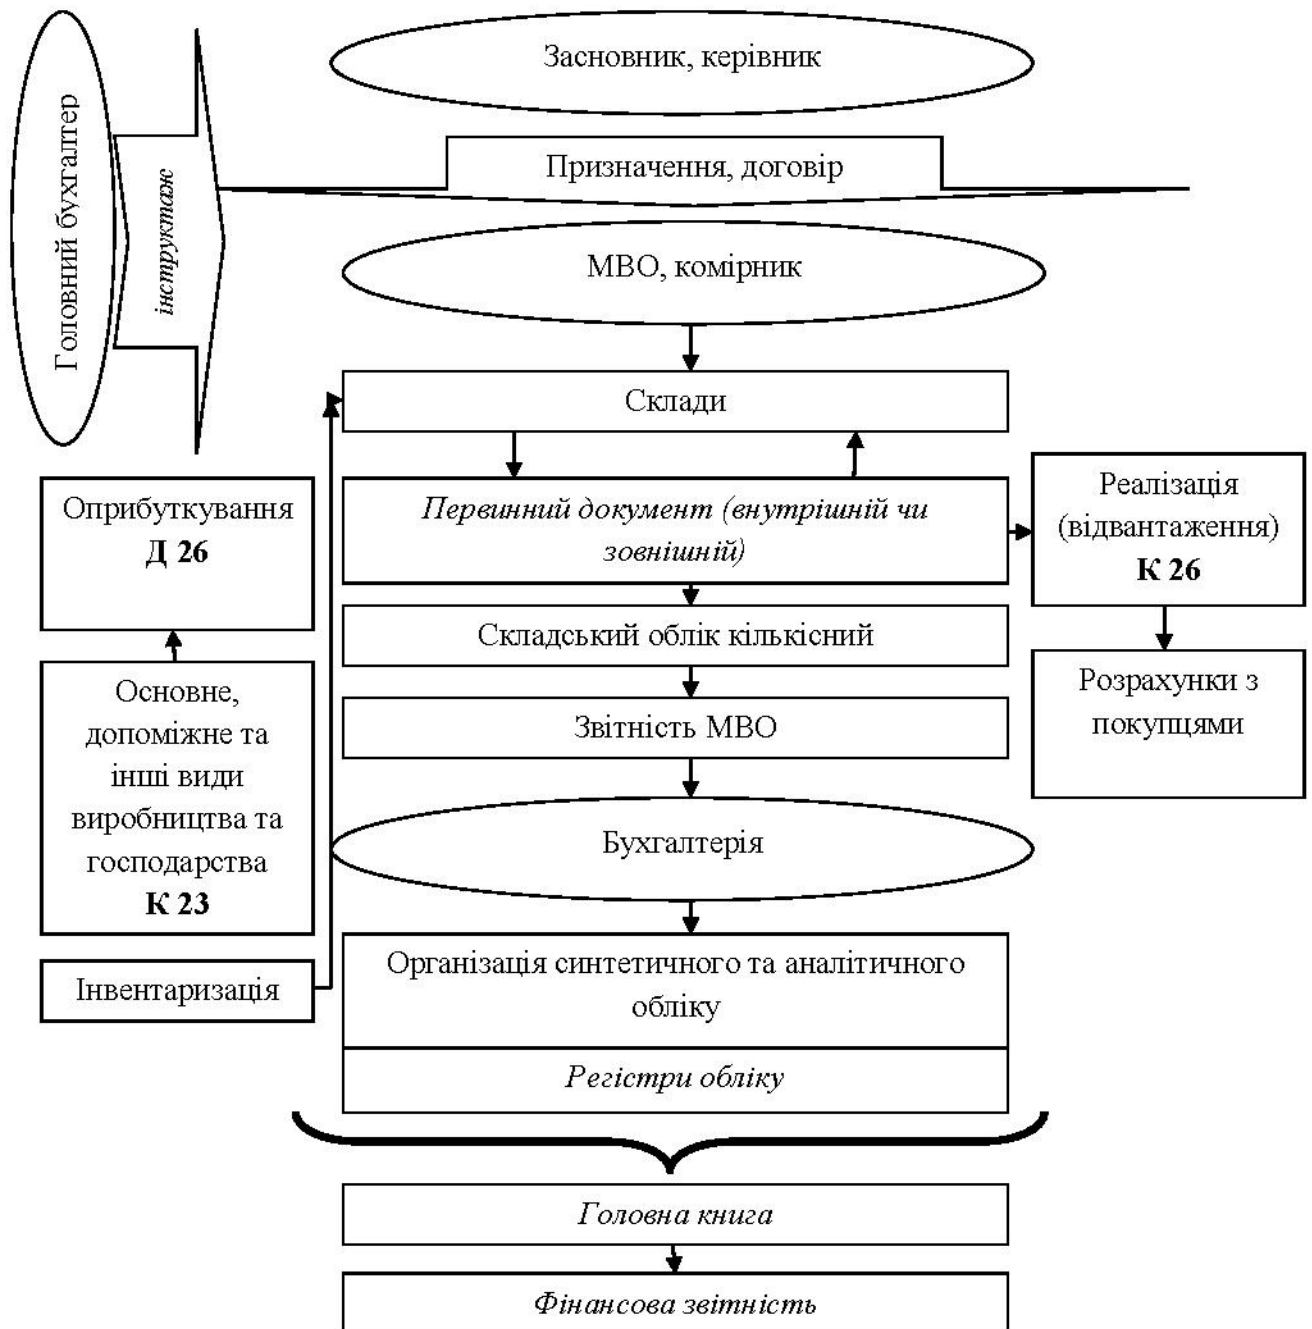 Засновник, керівник
Головний бухгалтер
інструктаж
Призначення, договір
МВО, комірник
Склади
Оприбуткування
Д 26
Первинний документ (внутрішній чи
зовнішній)
Реалізація
(відвантаження)
К 26
Складський облік кількісний
Основне,
допоміжне та
інші види
виробництва та
господарства
К 23
Звітність МВО
Розрахунки з
покупцями
Бухгалтерія
Інвентаризація
Організація синтетичного та аналітичного
обліку
Регістри обліку
Головна книга
Фінансова звітність